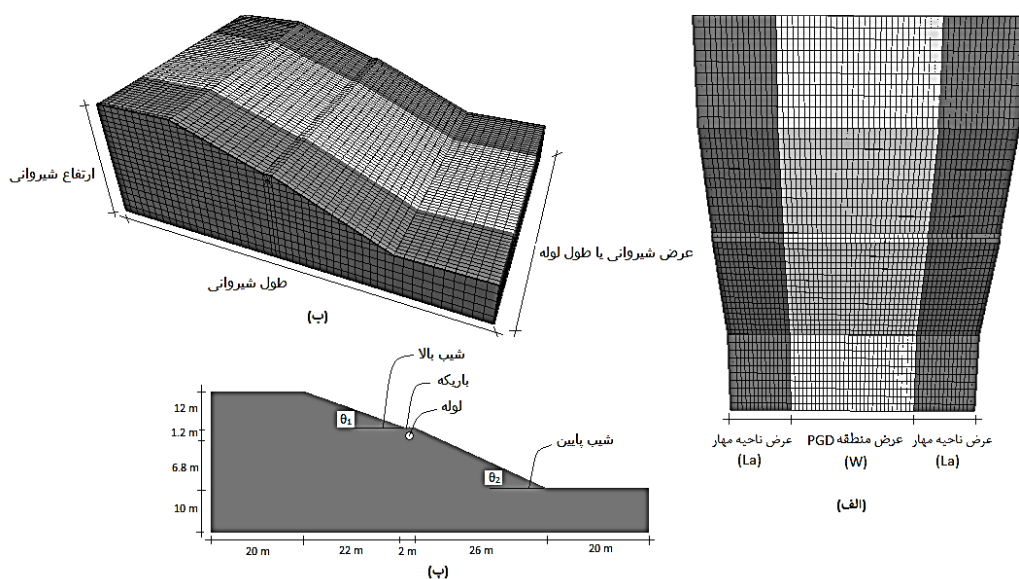 ارتفاع شیروانی
طول شیروانی
عرض شیروانی یا طول لوله
(ب)
12 m
1.2 m
6.8 m
10 m
شیب بالا
باریکه
لوله
θ₁
شیب پایین
θ₂
20 m
22 m
2 m
26 m
20 m
(پ)
عرض ناحیه مهار
(La)
عرض منطقه PGD
(W)
عرض ناحیه مهار
(La)
(الف)